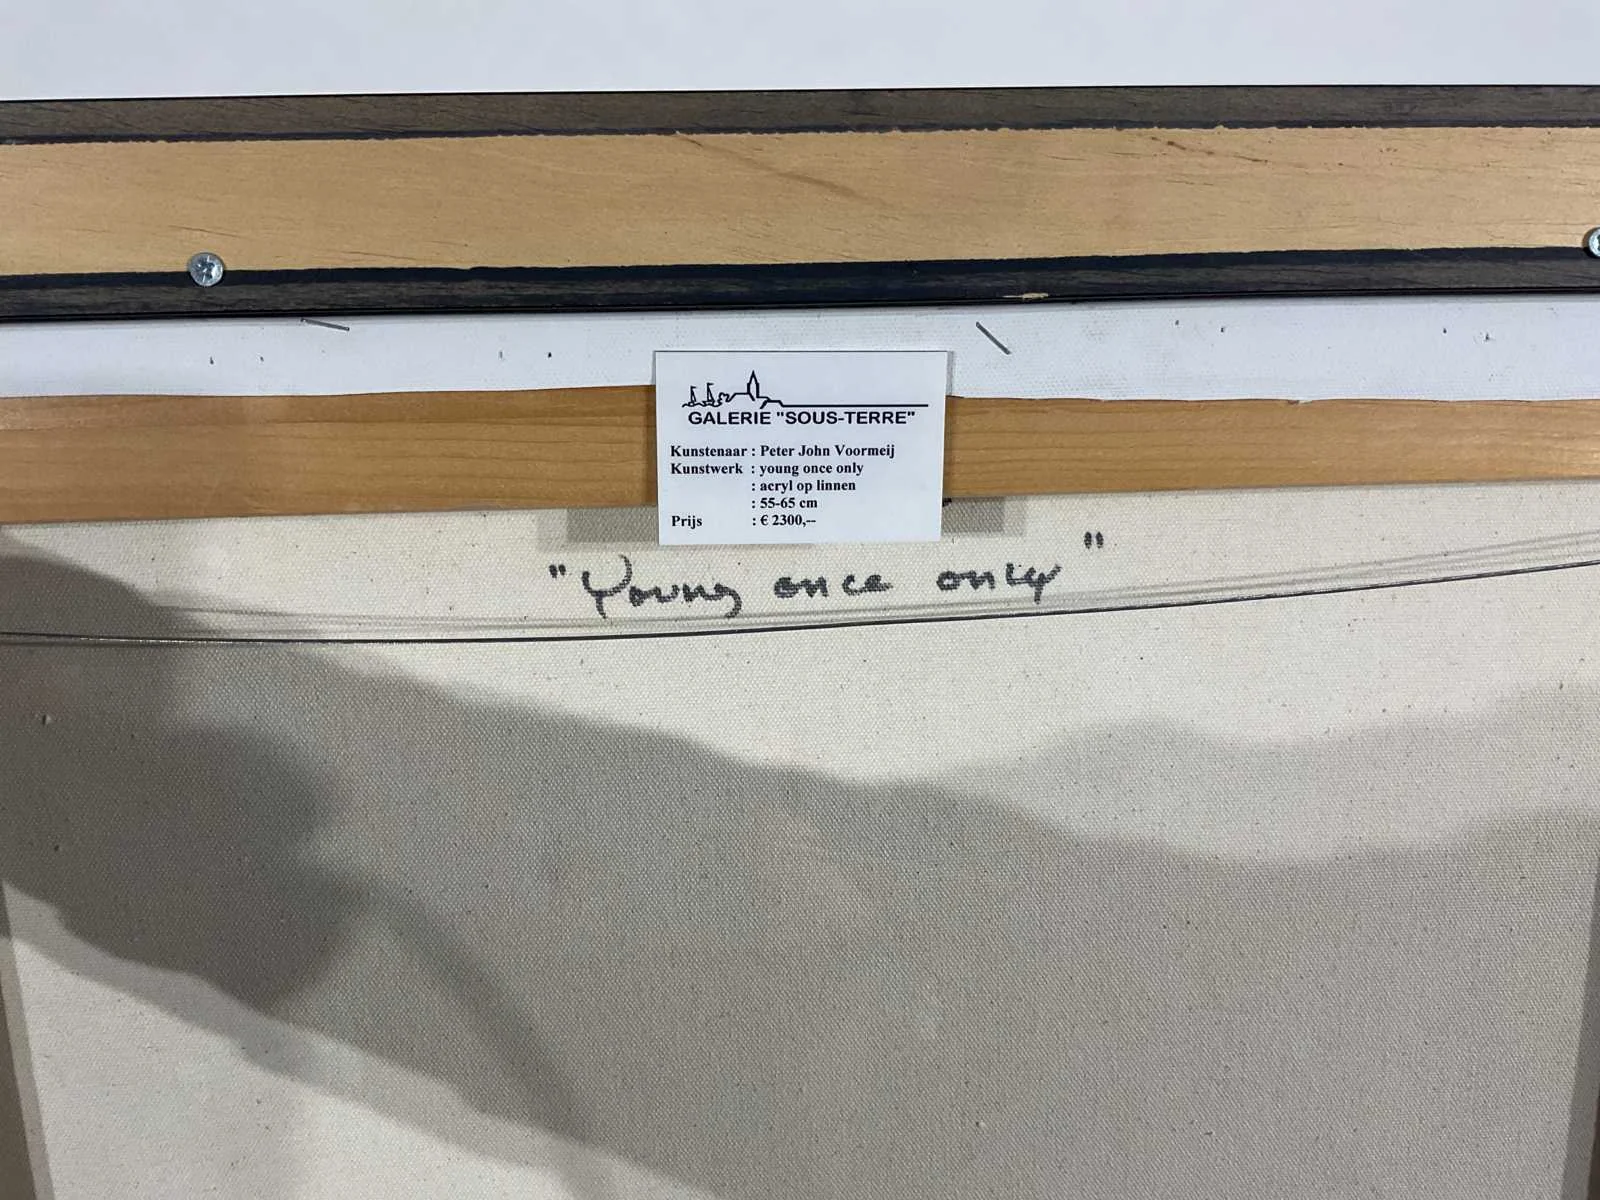 GALERIE "SOUS-TERRE"
Kunstenaar : Peter John Voormeij
Kunstwerk : young once only
: acryl op linnen
: 55-65 cm
Prijs : € 2300,--
"Young once only"